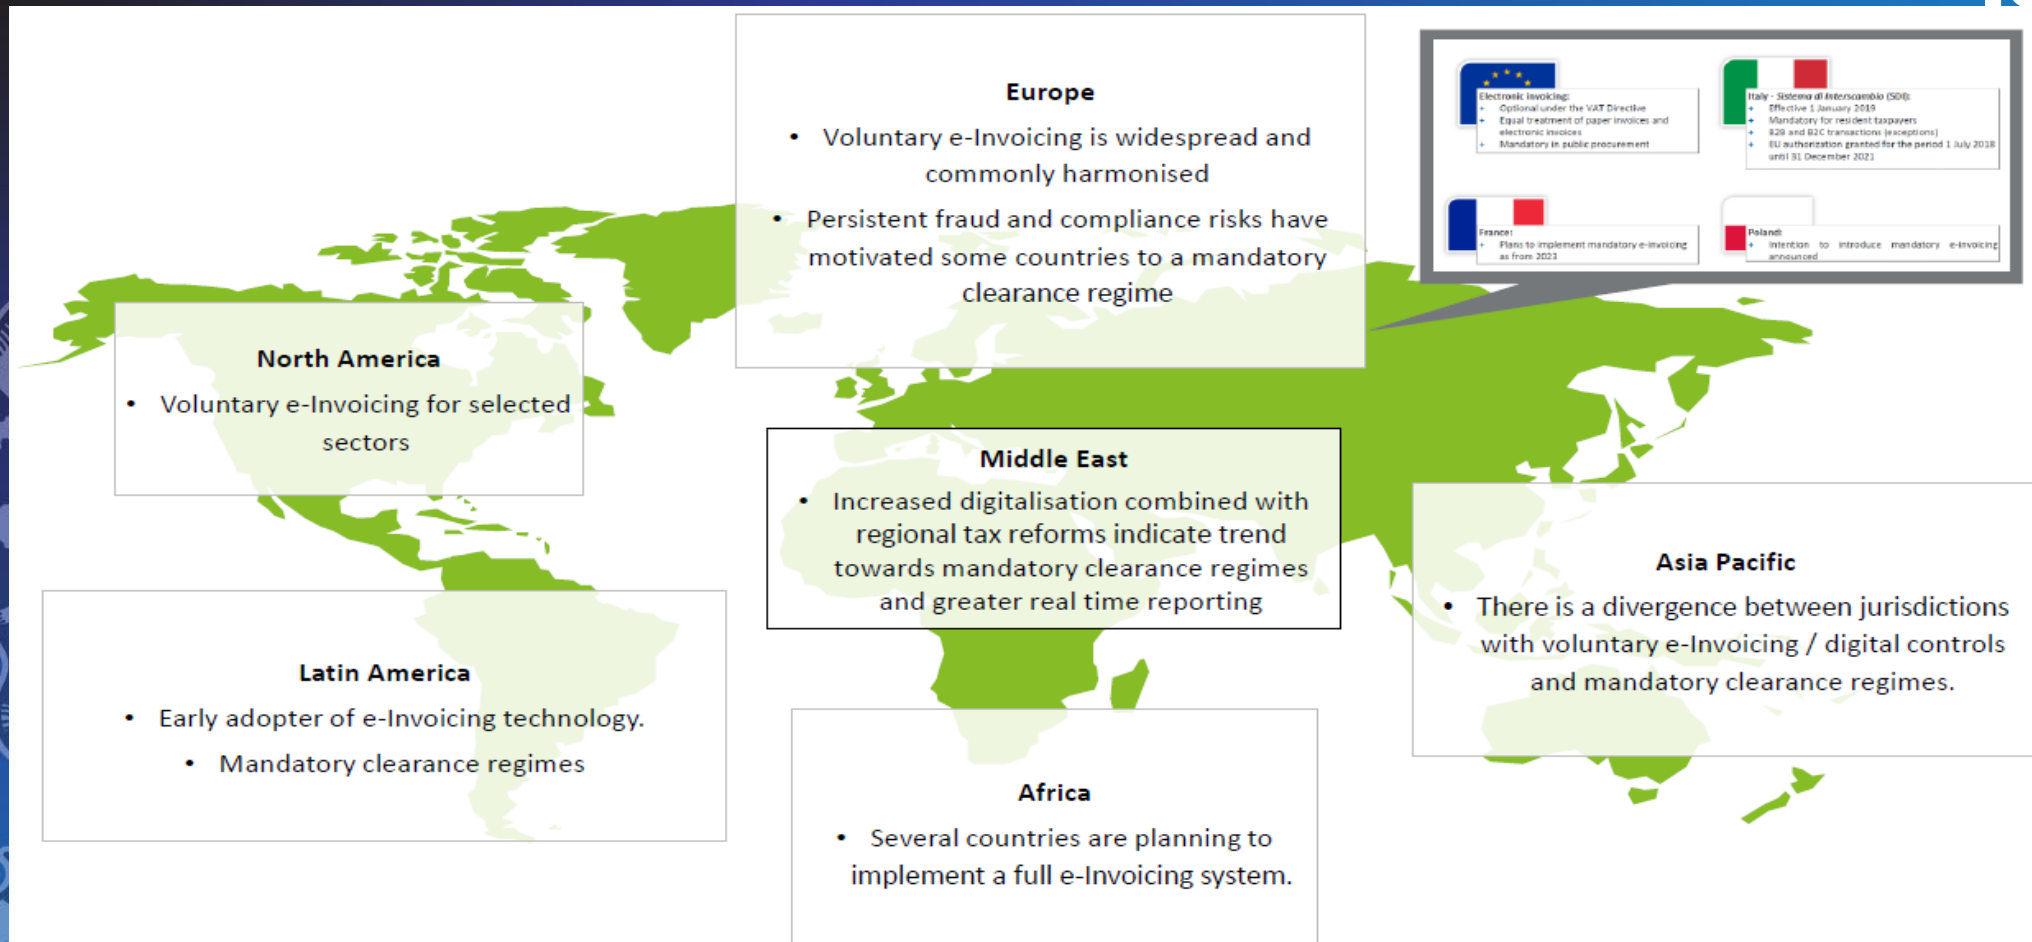 Europe
• Voluntary e-Invoicing is widespread and
commonly harmonised
• Persistent fraud and compliance risks have
motivated some countries to a mandatory
clearance regime
Electronic invoicing:
+ Optional under the VAT Directive
+ Equal treatment of paper invoices and
electronic invoices
+ Mandatory in public procurement
Italy - Sistema di Interscambio (SDI):
+ Effective 1 January 2019
+ Mandatory for resident taxpayers
+ B2B and B2C transactions (exceptions)
+ EU authorization granted for the period 1 July 2018
until 31 December 2021
France:
+ Plans to implement mandatory e-invoicing
as from 2023
Poland:
+ Intention to introduce mandatory e-invoicing
announced
North America
• Voluntary e-Invoicing for selected
sectors
Middle East
• Increased digitalisation combined with
regional tax reforms indicate trend
towards mandatory clearance regimes
and greater real time reporting
Asia Pacific
• There is a divergence between jurisdictions
with voluntary e-Invoicing / digital controls
and mandatory clearance regimes.
Latin America
• Early adopter of e-Invoicing technology.
• Mandatory clearance regimes
Africa
• Several countries are planning to
implement a full e-Invoicing system.